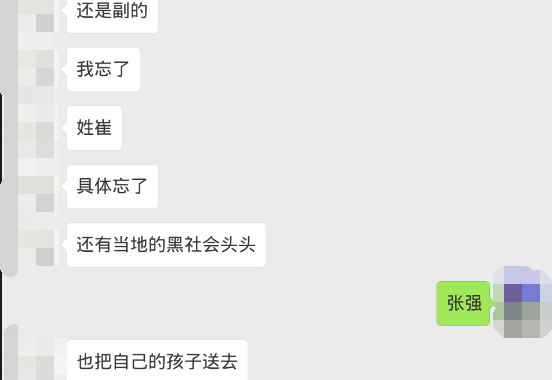 还是副的
我忘了
姓崔
具体忘了
还有当地的黑社会头头
张强
也把自己的孩子送去